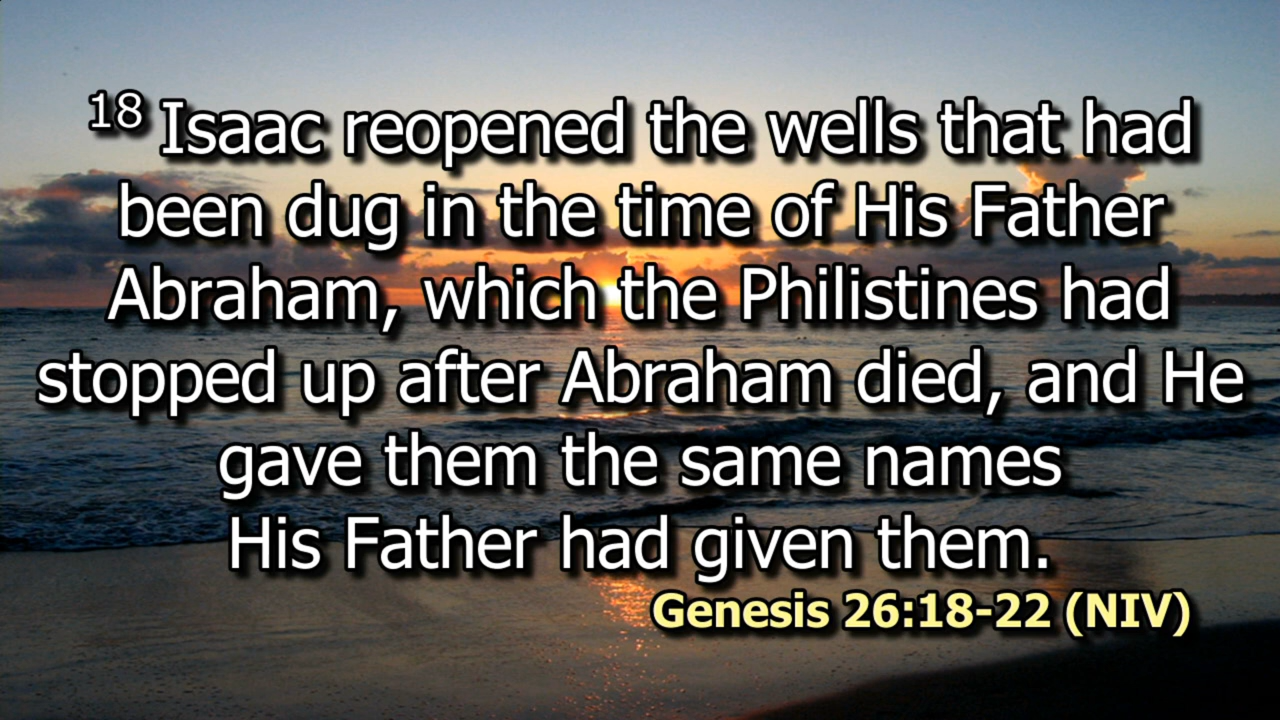 18 Isaac reopened the wells that had
been dug in the time of His Father
Abraham, which the Philistines had
stopped up after Abraham died, and He
gave them the same names
His Father had given them.
Genesis 26:18-22 (NIV)